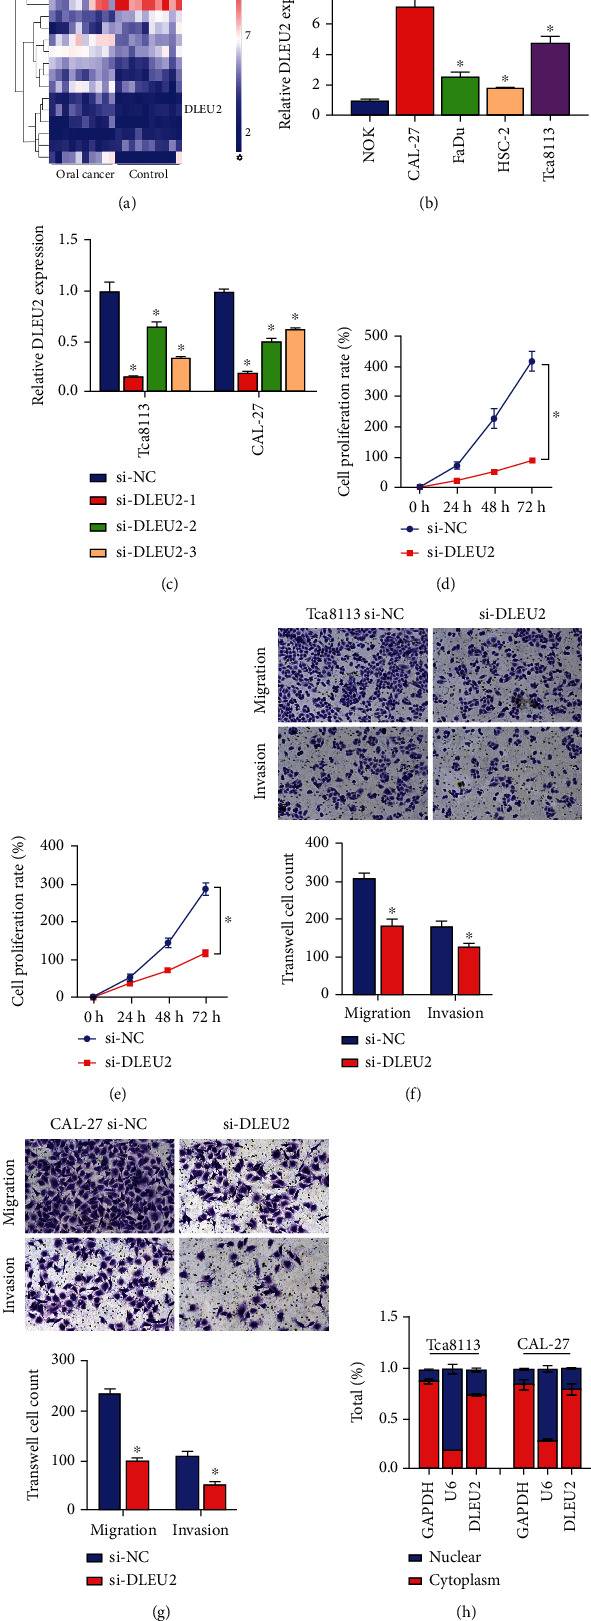 7
DLEU2
2
Oral cancer Control
(a)
Relative DLEU2
6
4
2
0
*
*
*
NOK
CAL-27
FaDu
HSC-2
Tca8113
(b)
Relative DLEU2 expression
1.5
1.0
0.5
0.0
*
*
*
*
*
*
Tca8113
CAL-27
si-NC
si-DLEU2-1
si-DLEU2-2
si-DLEU2-3
(c)
Cell proliferation rate (%)
500
400
300
200
100
0
*
0 h 24 h 48 h 72 h
si-NC
si-DLEU2
(d)
Cell proliferation rate (%)
400
300
200
100
0
*
0 h 24 h 48 h 72 h
si-NC
si-DLEU2
(e)
Tca8113 si-NC si-DLEU2
Migration
Invasion
Transwell cell count
400
300
200
100
0
*
*
Migration Invasion
si-NC
si-DLEU2
(f)
CAL-27 si-NC si-DLEU2
Migration
Invasion
Transwell cell count
300
200
100
0
*
*
Migration Invasion
si-NC
si-DLEU2
(g)
Total (%)
1.5
1.0
0.5
0.0
Tca8113 CAL-27
GAPDH
U6
DLEU2
GAPDH
U6
DLEU2
Nuclear
Cytoplasm
(h)